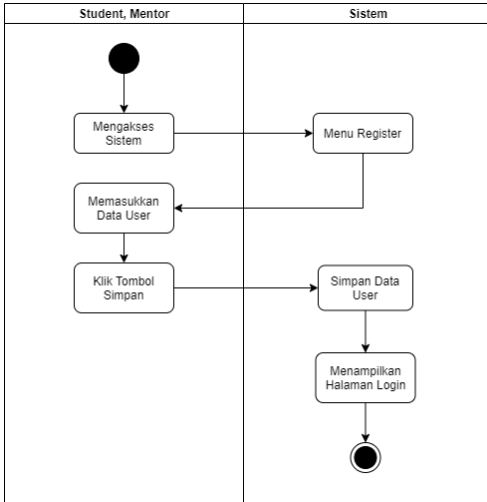 Student, Mentor
Sistem
Mengakses
Sistem
Menu Register
Memasukkan
Data User
Klik Tombol
Simpan
Simpan Data
User
Menampilkan
Halaman Login